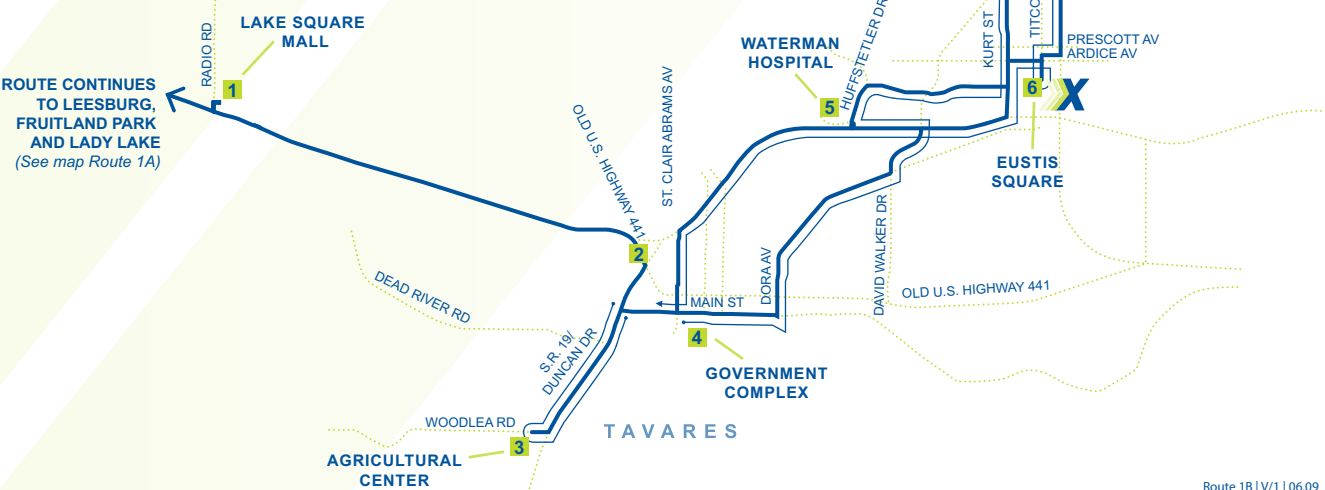 LAKE SQUARE
MALL
RADIO RD
1
ROUTE CONTINUES
TO LEESBURG,
FRUITLAND PARK
AND LADY LAKE
(See map Route 1A)
OLD U.S. HIGHWAY 441
2
ST. CLAIR ABRAMS AV
WATERMAN
HOSPITAL
5
HUFFSTETLER DR
KURT ST
TITCO
PRESCOTT AV
ARDICE AV
6
X
EUSTIS
SQUARE
DORA AV
DAVID WALKER DR
OLD U.S. HIGHWAY 441
MAIN ST
4
GOVERNMENT
COMPLEX
DEAD RIVER RD
S.R. 19/
DUNCAN DR
WOODLEA RD
3
AGRICULTURAL
CENTER
TAVARES
Route 1B | V/1 | 06.09